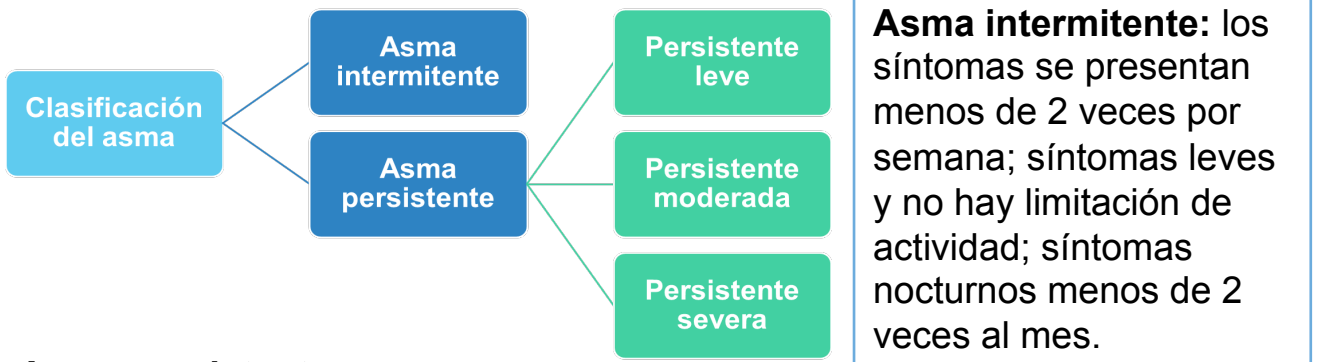 Clasificación
del asma
Asma
intermitente
Asma
persistente
Persistente
leve
Persistente
moderada
Persistente
severa
Asma intermitente: los
síntomas se presentan
menos de 2 veces por
semana; síntomas leves
y no hay limitación de
actividad; síntomas
nocturnos menos de 2
veces al mes.